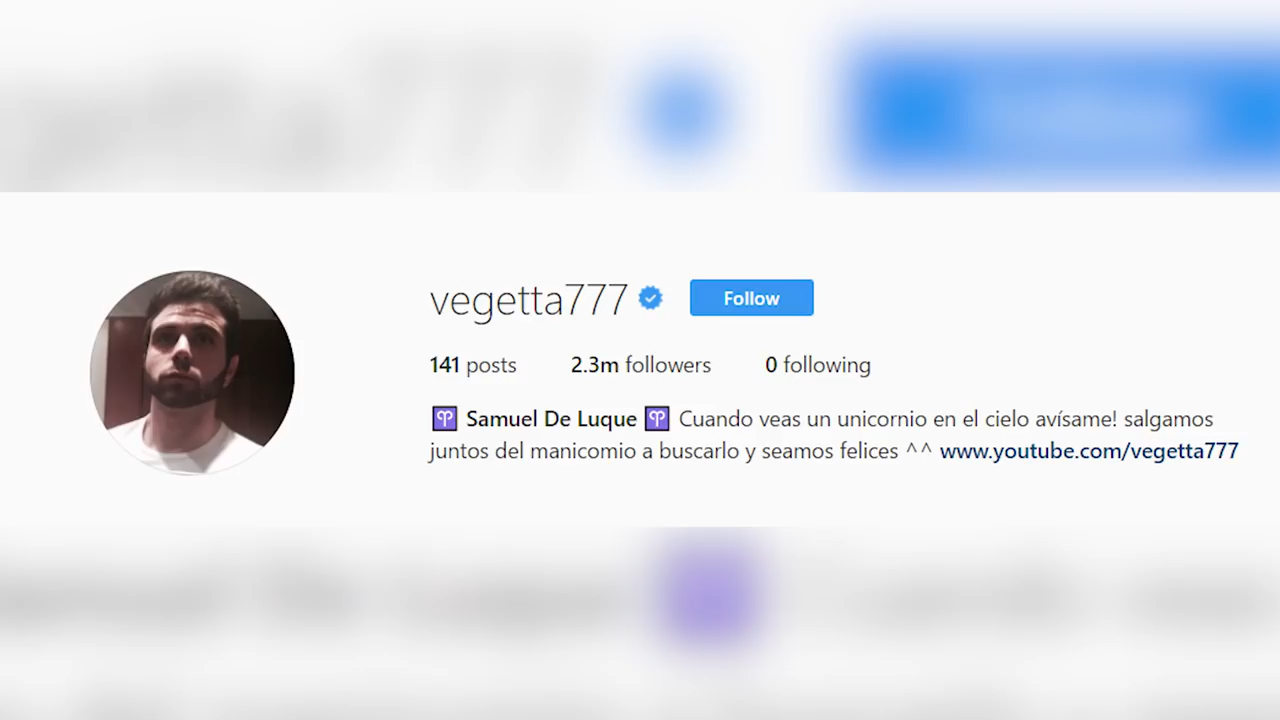 vegetta777
vegetta777 Follow
141 posts 2.3m followers 0 following
♈ Samuel De Luque ♈ Cuando veas un unicornio en el cielo avísame! salgamos
juntos del manicomio a buscarlo y seamos felices ^^ www.youtube.com/vegetta777